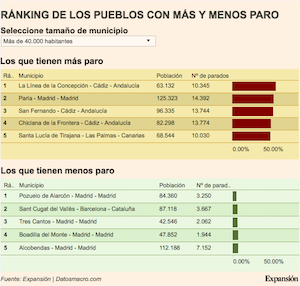 RÁNKING DE LOS PUEBLOS CON MÁS Y MENOS PARO
Seleccione tamaño de municipio
Más de 40.000 habitantes
Los que tienen más paro
Rá.. Municipio Población Nº de parados
1 La Línea de la Concepción - Cádiz - Andalucía 63.132 10.345
2 Parla - Madrid - Madrid 125.323 14.392
3 San Fernando - Cádiz - Andalucía 96.335 13.744
4 Chiclana de la Frontera - Cádiz - Andalucía 82.298 13.774
5 Santa Lucía de Tirajana - Las Palmas - Canarias 68.544 10.030
0.00% 50.00%
Los que tienen menos paro
Rá.. Municipio Población Nº de parad..
1 Pozuelo de Alarcón - Madrid - Madrid 84.360 3.250
2 Sant Cugat del Vallès - Barcelona - Cataluña 87.118 3.667
3 Tres Cantos - Madrid - Madrid 42.546 2.062
4 Boadilla del Monte - Madrid - Madrid 47.852 1.944
5 Alcobendas - Madrid - Madrid 112.188 7.152
0.00% 50.00%
Fuente: Expansión | Datosmacro.com Expansión